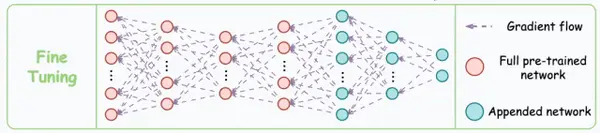 Fine
Tuning
Gradient flow
Full pre-trained
network
Appended network